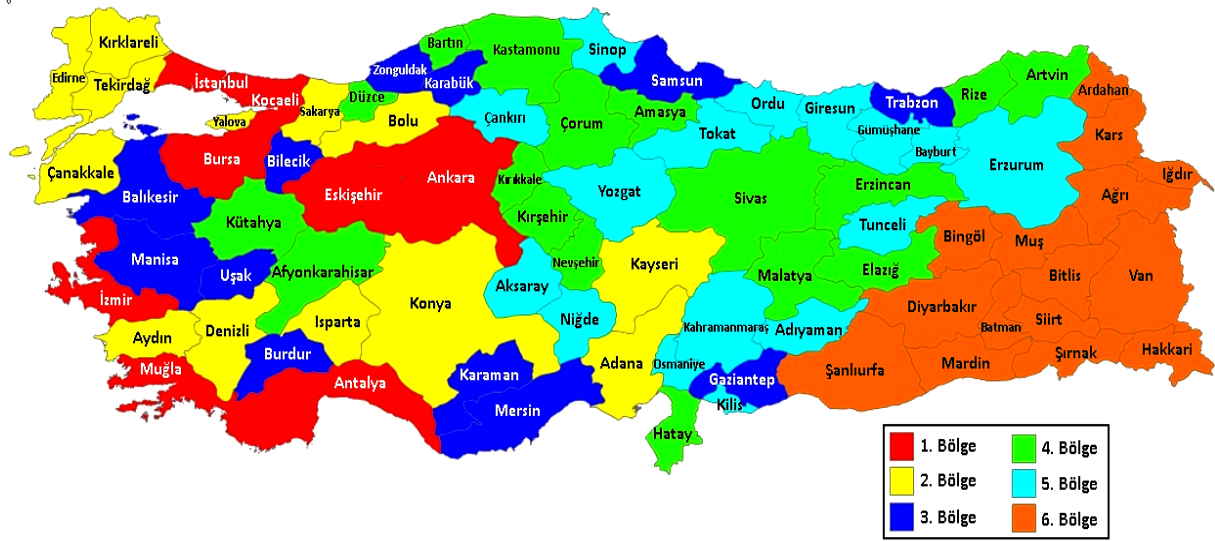 Kırklareli
Edirne
Tekirdağ
İstanbul
Kocaeli
Yalova
Sakarya
Düzce
Bolu
Zonguldak
Bartın
Karabük
Kastamonu
Sinop
Samsun
Çankırı
Çorum
Amasya
Ordu
Tokat
Giresun
Trabzon
Gümüşhane
Bayburt
Rize
Artvin
Ardahan
Kars
Iğdır
Ağrı
Erzurum
Erzincan
Tunceli
Çanakkale
Balıkesir
Bursa
Bilecik
Eskişehir
Ankara
Kırıkkale
Kırşehir
Yozgat
Sivas
Kütahya
Manisa
Uşak
Afyonkarahisar
İzmir
Aydın
Denizli
Isparta
Konya
Aksaray
Nevşehir
Niğde
Kayseri
Malatya
Elazığ
Bingöl
Muş
Bitlis
Van
Diyarbakır
Batman
Siirt
Şırnak
Hakkari
Mardin
Şanlıurfa
Adıyaman
Kahramanmaraş
Osmaniye
Gaziantep
Kilis
Adana
Hatay
Mersin
Karaman
Burdur
Antalya
Muğla
1. Bölge
2. Bölge
3. Bölge
4. Bölge
5. Bölge
6. Bölge